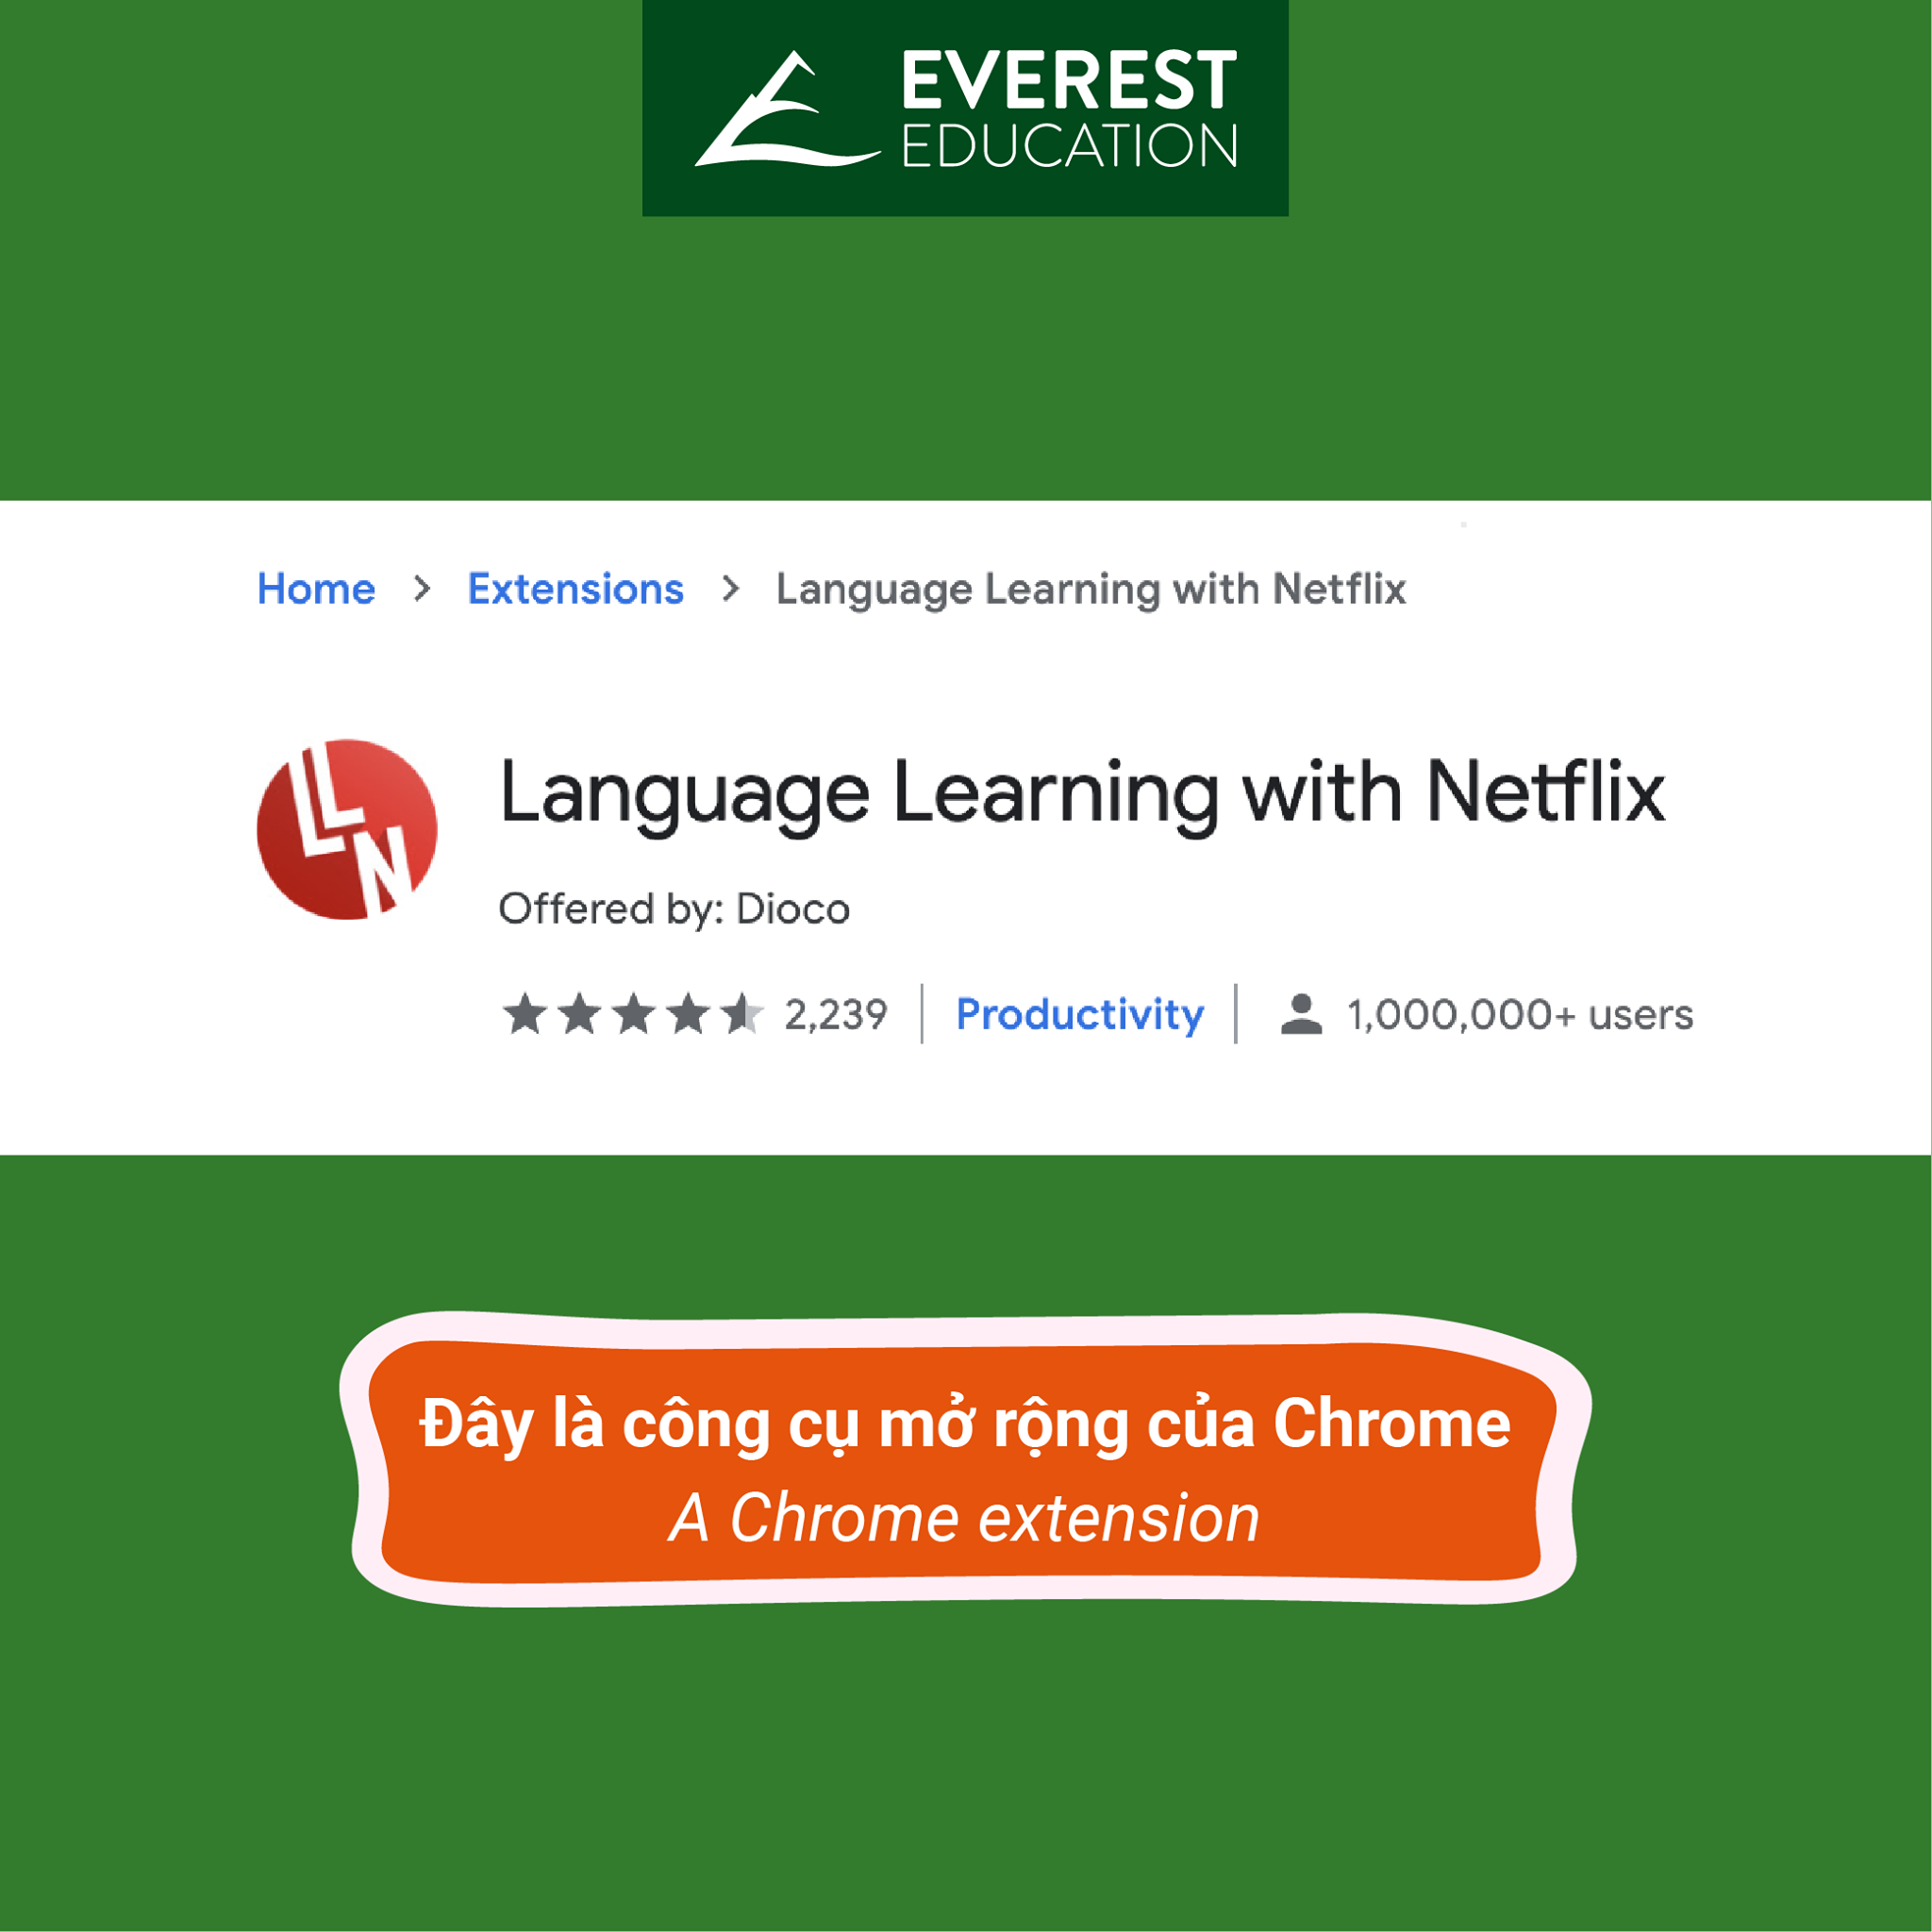 EVEREST
EDUCATION
Home > Extensions > Language Learning with Netflix
LLN
Language Learning with Netflix
Offered by: Dioco
2,239 | Productivity | 1,000,000+ users
Đây là công cụ mở rộng của Chrome
A Chrome extension